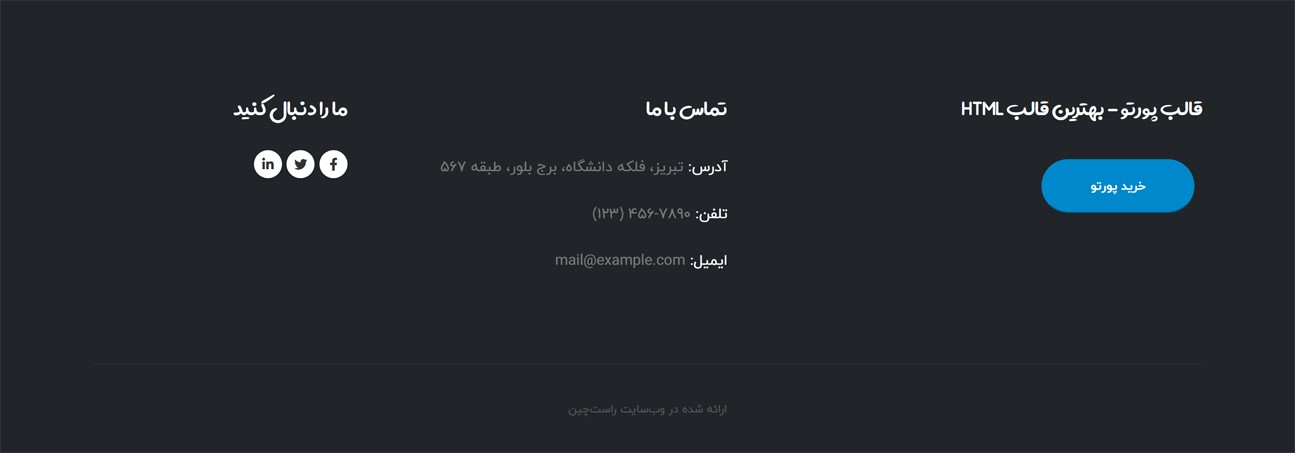 قالب پورتو – بهترین قالب HTML
خرید پورتو
تماس با ما
آدرس: تبریز، فلکه دانشگاه، برج بلور، طبقه ۵۶۷
تلفن: ۷۸۹۰-۴۵۶ (۱۲۳)
ایمیل: mail@example.com
ما را دنبال کنید
ارائه شده در وب‌سایت راست‌چین